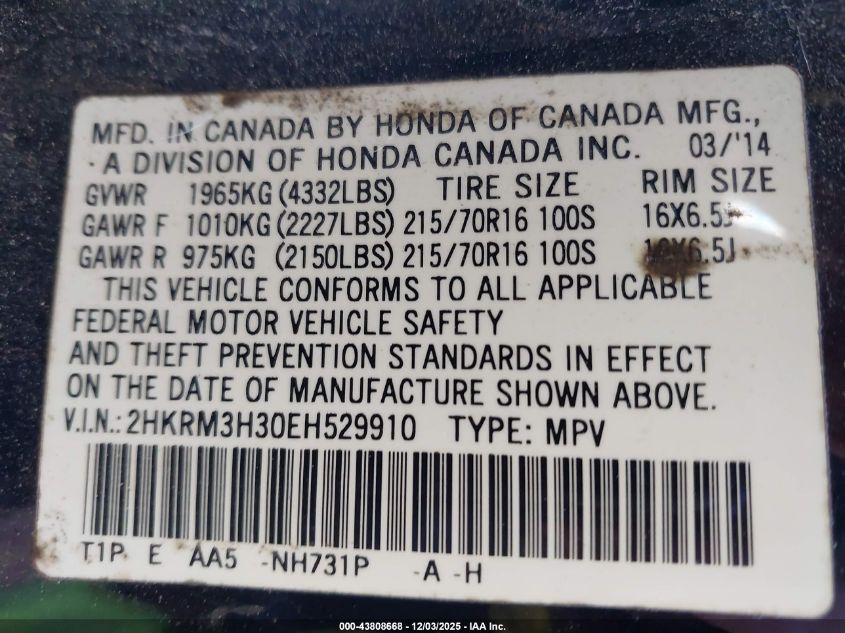 MFD. IN CANADA BY HONDA OF CANADA MFG.,
·A DIVISION OF HONDA CANADA INC. 03/'14
GVWR 1965KG (4332LBS) TIRE SIZE RIM SIZE
GAWR F 1010KG (2227LBS) 215/70R16 100S 16X6.5J
GAWR R 975KG (2150LBS) 215/70R16 100S 16X6.5J
THIS VEHICLE CONFORMS TO ALL APPLICABLE
FEDERAL MOTOR VEHICLE SAFETY
AND THEFT PREVENTION STANDARDS IN EFFECT
ON THE DATE OF MANUFACTURE SHOWN ABOVE.
V.I.N.: 2HKRM3H30EH529910 TYPE: MPV
T1P E AA5 -NH731P -A -H
000-43808668 - 12/03/2025 - IAA Inc.